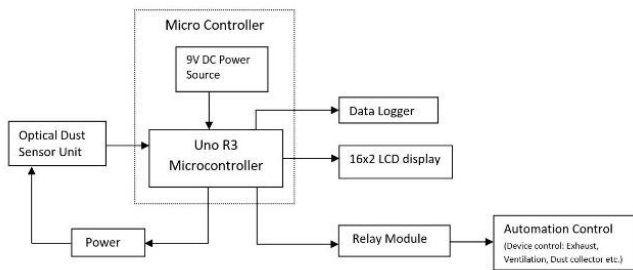 Micro Controller
9V DC Power
Source
Data Logger
Optical Dust
Sensor Unit
Uno R3
Microcontroller
16x2 LCD display
Power
Relay Module
Automation Control
(Device control: Exhaust,
Ventilation, Dust collector etc.)